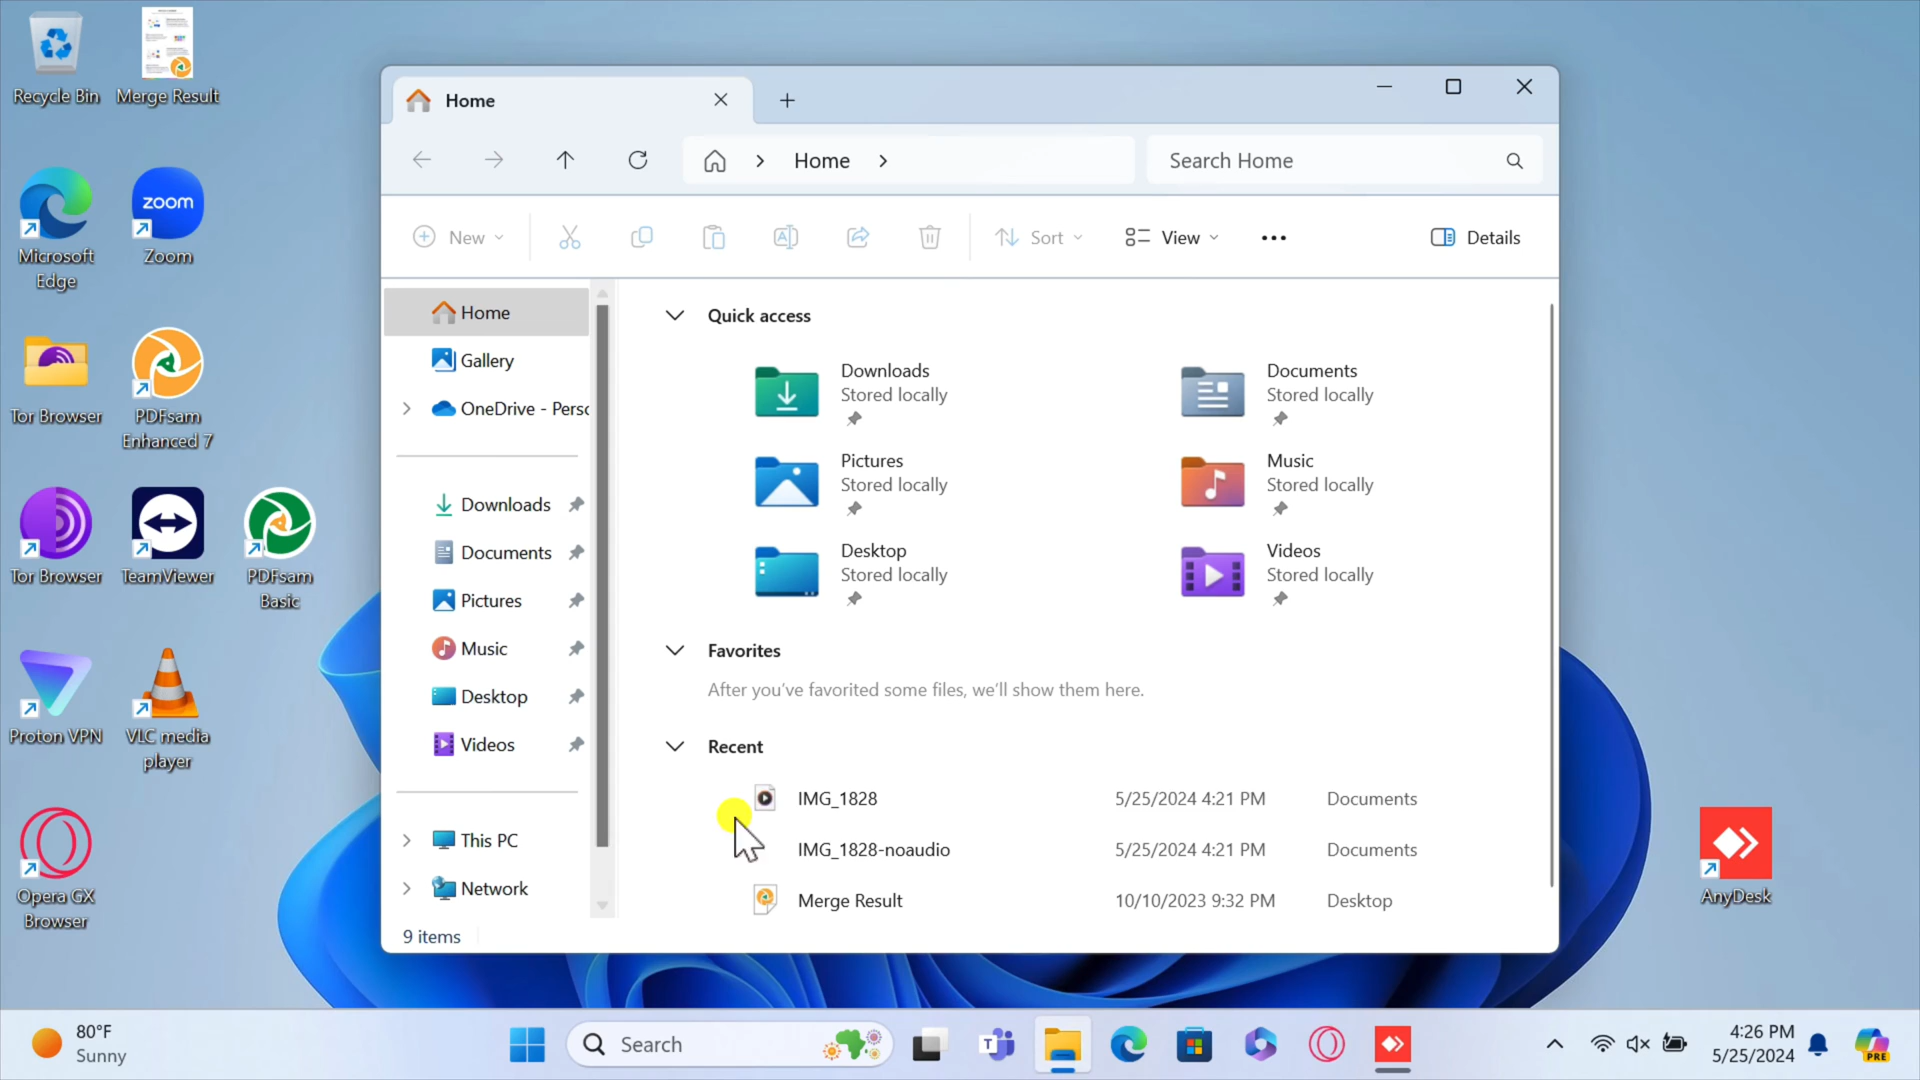 Recycle Bin
Merge Result
Microsoft
Edge
zoom
Zoom
Tor Browser
PDFsam
Enhanced 7
Tor Browser
TeamViewer
PDFsam
Basic
Proton VPN
VLC media
player
Opera GX
Browser
AnyDesk
Home
Home
Search Home
New
Sort
View
Details
Home
Gallery
OneDrive - Perso
Downloads
Documents
Pictures
Music
Desktop
Videos
This PC
Network
Quick access
Downloads
Stored locally
Documents
Stored locally
Pictures
Stored locally
Music
Stored locally
Desktop
Stored locally
Videos
Stored locally
Favorites
After you've favorited some files, we'll show them here.
Recent
IMG_1828 5/25/2024 4:21 PM Documents
IMG_1828-noaudio 5/25/2024 4:21 PM Documents
Merge Result 10/10/2023 9:32 PM Desktop
9 items
80°F
Sunny
Search
4:26 PM
5/25/2024
PRE